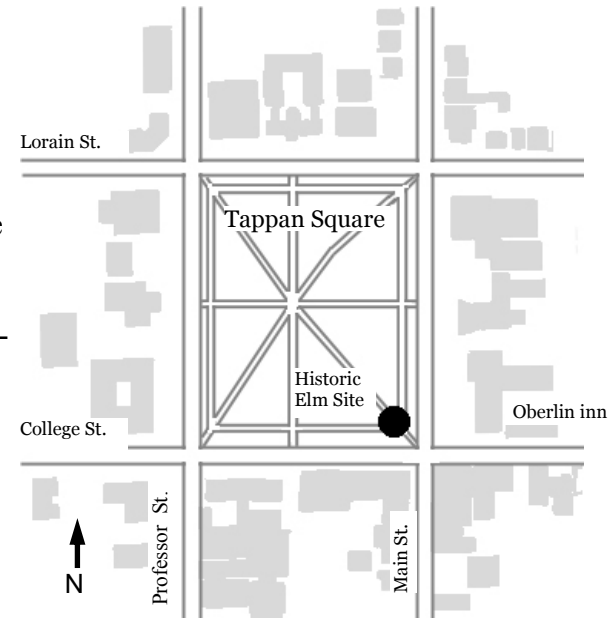 Lorain St.
Tappan Square
Historic
Elm Site
Oberlin inn
College St.
Professor St.
Main St.
N